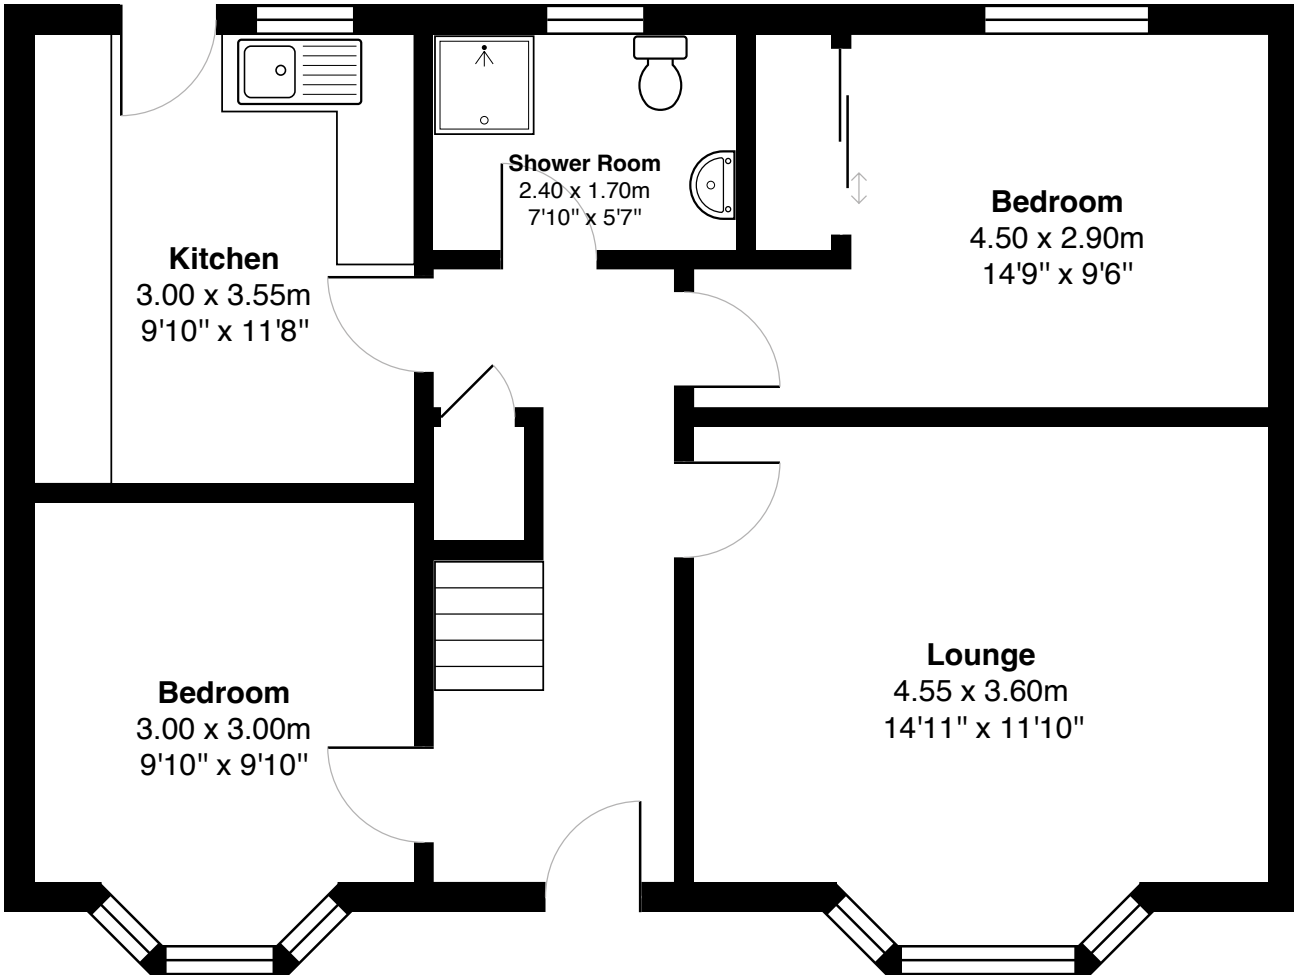 Shower Room
2.40 x 1.70m
7'10" x 5'7"
Bedroom
4.50 x 2.90m
14'9" x 9'6"
Kitchen
3.00 x 3.55m
9'10" x 11'8"
Lounge
4.55 x 3.60m
14'11" x 11'10"
Bedroom
3.00 x 3.00m
9'10" x 9'10"